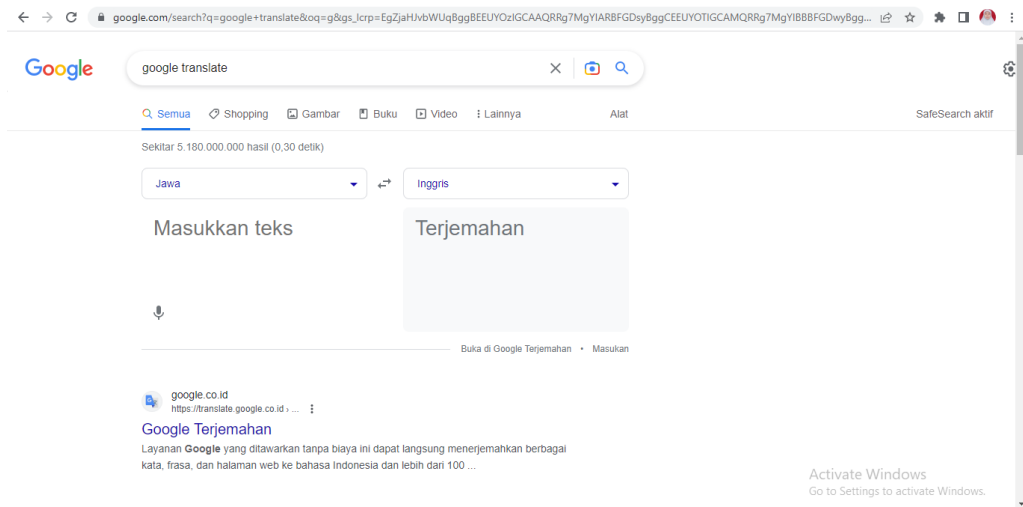 google.com/search?q=google+translate&oq=g&gs_lcrp=EgZjaHJvbWUqBggBEEUYOzIGCAAQRRg7MgYIARBFGDsyBggCEEUYOTIGCAMQRRg7MgYIBBBFGDwyBgg...
Google
google translate
Semua Shopping Gambar Buku Video Lainnya Alat SafeSearch aktif
Sekitar 5.180.000.000 hasil (0,30 detik)
Jawa Inggris
Masukkan teks Terjemahan
Buka di Google Terjemahan • Masukan
google.co.id
https://translate.google.co.id › ...
Google Terjemahan
Layanan Google yang ditawarkan tanpa biaya ini dapat langsung menerjemahkan berbagai
kata, frasa, dan halaman web ke bahasa Indonesia dan lebih dari 100 ...
Activate Windows
Go to Settings to activate Windows.